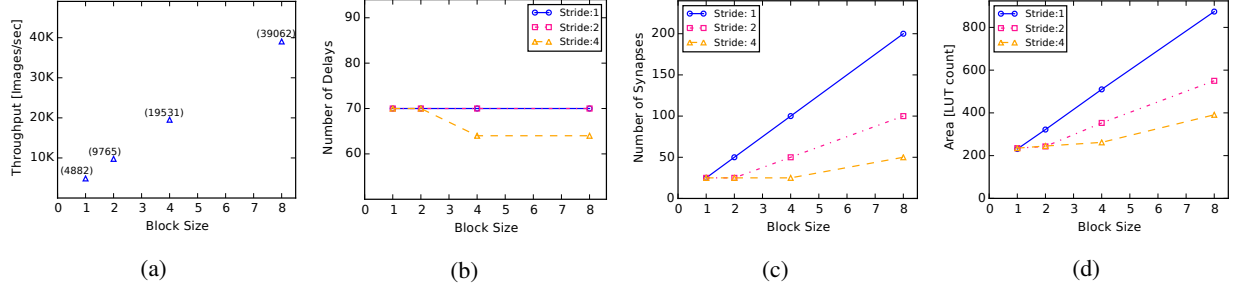 Throughput [Images/sec]
40K
30K
20K
10K
(4882)
(9765)
(19531)
(39062)
0 1 2 3 4 5 6 7 8
Block Size
(a)
Number of Delays
90
80
70
60
Stride:1
Stride:2
Stride:4
0 1 2 3 4 5 6 7 8
Block Size
(b)
Number of Synapses
200
150
100
50
0
Stride: 1
Stride: 2
Stride: 4
0 1 2 3 4 5 6 7 8
Block Size
(c)
Area [LUT count]
800
600
400
200
0
Stride:1
Stride:2
Stride:4
0 1 2 3 4 5 6 7 8
Block Size
(d)